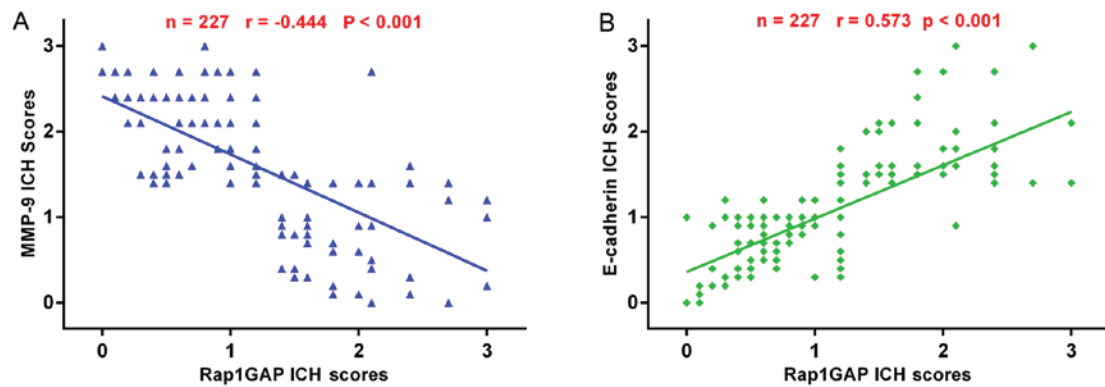 A
n = 227 r = -0.444 P < 0.001
3
2
1
0
MMP-9 ICH Scores
0 1 2 3
Rap1GAP ICH scores
B
n = 227 r = 0.573 p < 0.001
3
2
1
0
E-cadherin ICH Scores
0 1 2 3
Rap1GAP ICH scores